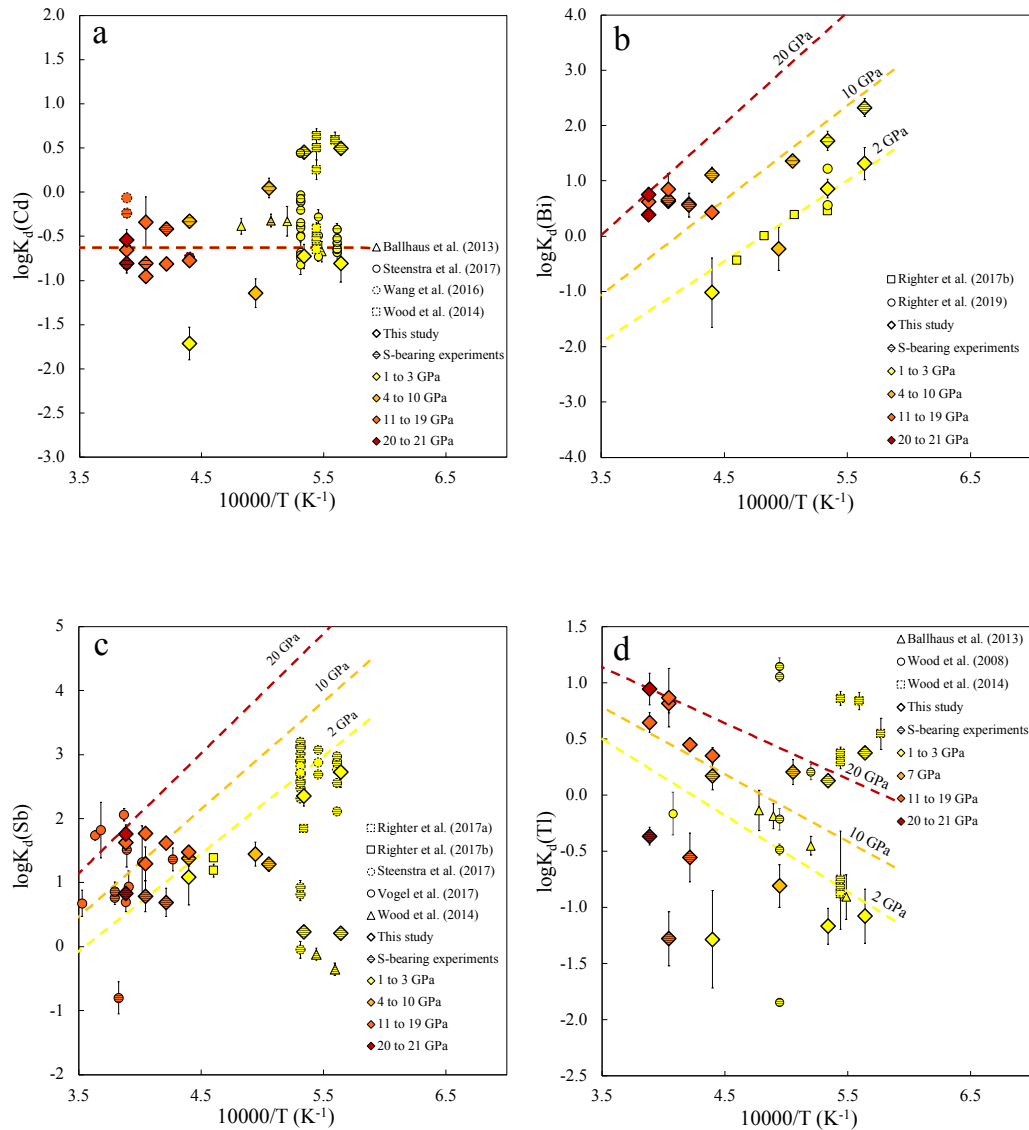 a
2.0
1.5
1.0
0.5
0.0
-0.5
-1.0
-1.5
-2.0
-2.5
-3.0
logK_d(Cd)
3.5 4.5 5.5 6.5
10000/T (K⁻¹)
Ballhaus et al. (2013)
Steenstra et al. (2017)
Wang et al. (2016)
Wood et al. (2014)
This study
S-bearing experiments
1 to 3 GPa
4 to 10 GPa
11 to 19 GPa
20 to 21 GPa
b
4.0
3.0
2.0
1.0
0.0
-1.0
-2.0
-3.0
-4.0
logK_d(Bi)
20 GPa
10 GPa
2 GPa
3.5 4.5 5.5 6.5
10000/T (K⁻¹)
Righter et al. (2017b)
Righter et al. (2019)
This study
S-bearing experiments
1 to 3 GPa
4 to 10 GPa
11 to 19 GPa
20 to 21 GPa
c
5
4
3
2
1
0
-1
-2
logK_d(Sb)
20 GPa
10 GPa
2 GPa
3.5 4.5 5.5 6.5
10000/T (K⁻¹)
Righter et al. (2017a)
Righter et al. (2017b)
Steenstra et al. (2017)
Vogel et al. (2017)
Wood et al. (2014)
This study
S-bearing experiments
1 to 3 GPa
4 to 10 GPa
11 to 19 GPa
20 to 21 GPa
d
1.5
1.0
0.5
0.0
-0.5
-1.0
-1.5
-2.0
-2.5
logK_d(Tl)
20 GPa
10 GPa
2 GPa
3.5 4.5 5.5 6.5
10000/T (K⁻¹)
Ballhaus et al. (2013)
Wood et al. (2008)
Wood et al. (2014)
This study
S-bearing experiments
1 to 3 GPa
7 GPa
11 to 19 GPa
20 to 21 GPa